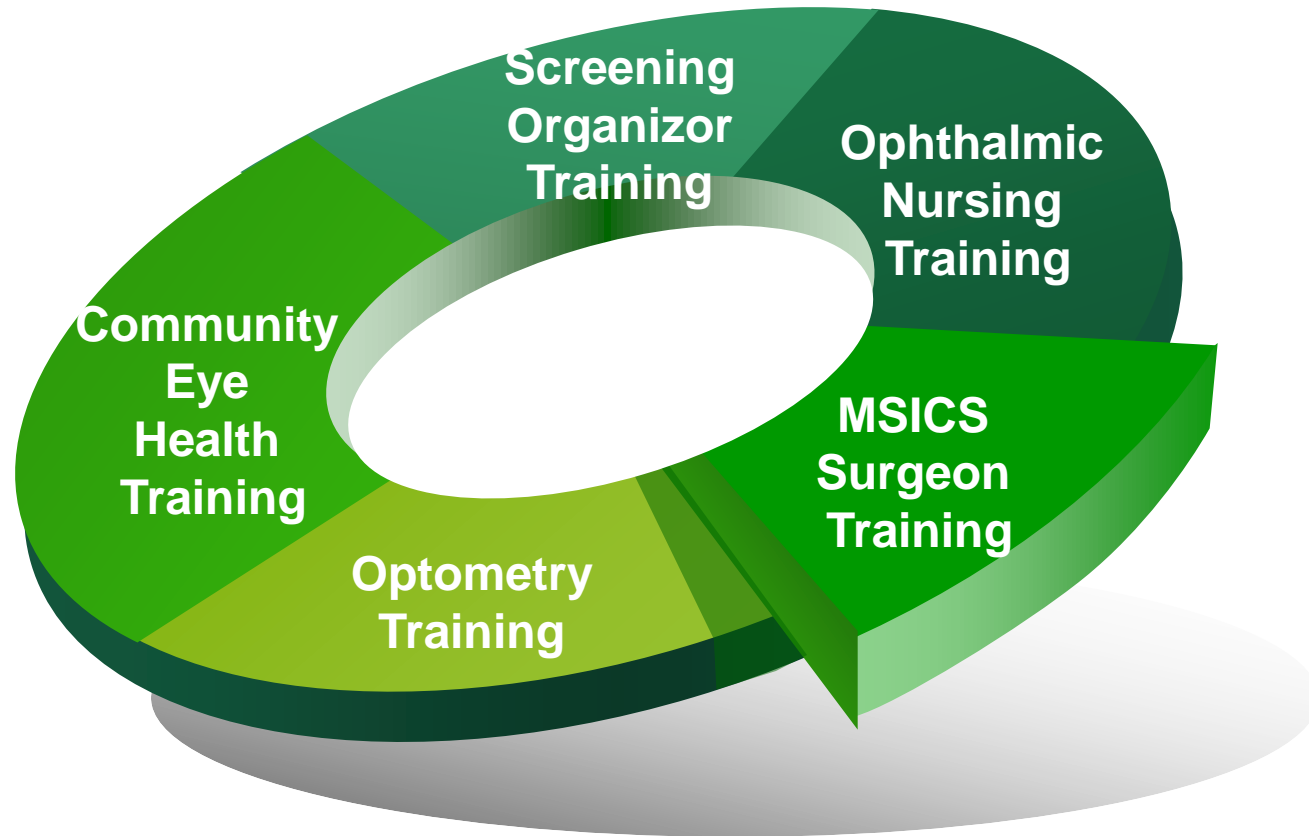 Screening
Organizor
Training
Ophthalmic
Nursing
Training
MSICS
Surgeon
Training
Optometry
Training
Community
Eye
Health
Training